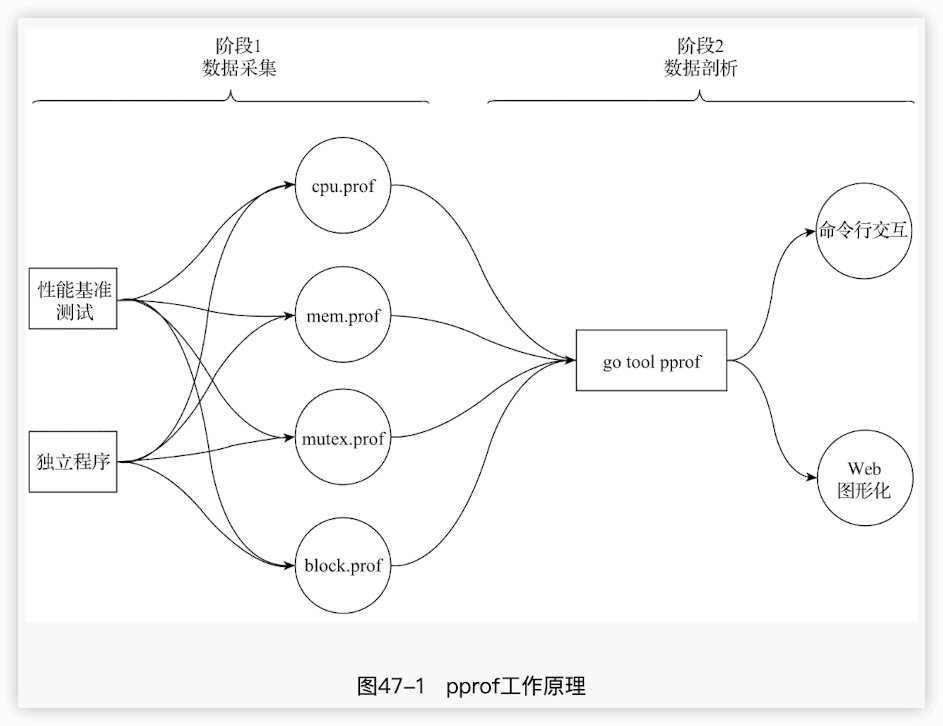 阶段1
数据采集
阶段2
数据剖析
cpu.prof
命令行交互
性能基准
测试
mem.prof
go tool pprof
mutex.prof
独立程序
Web
图形化
block.prof
图47–1 pprof工作原理